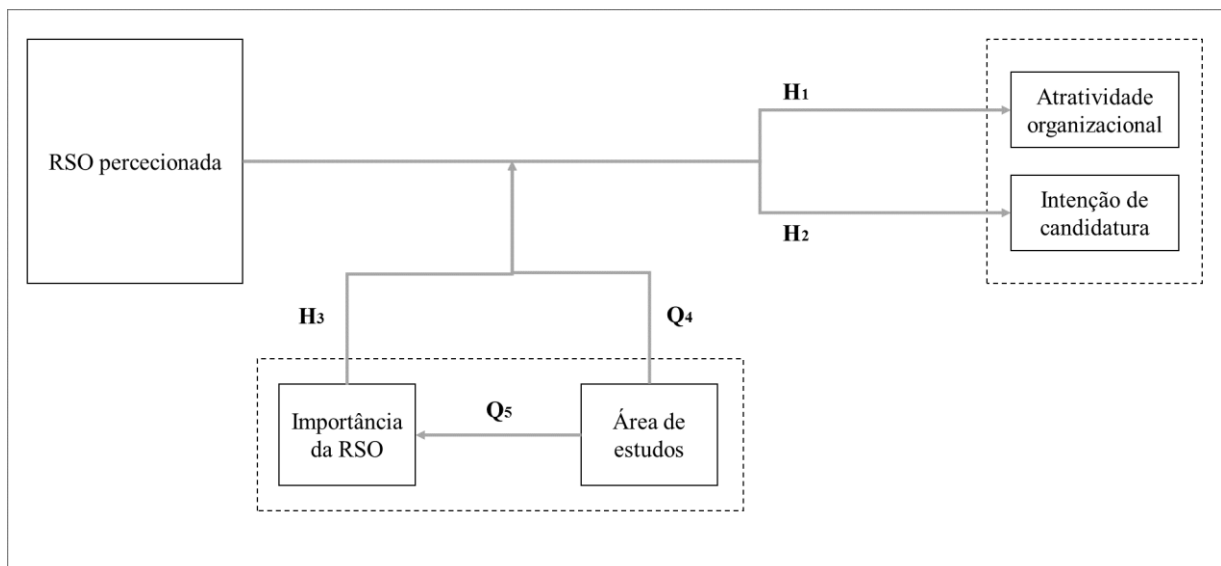 RSO percecionada
H1
Atratividade
organizacional
Intenção de
candidatura
H2
H3
Q4
Importância
da RSO
Q5
Área de
estudos